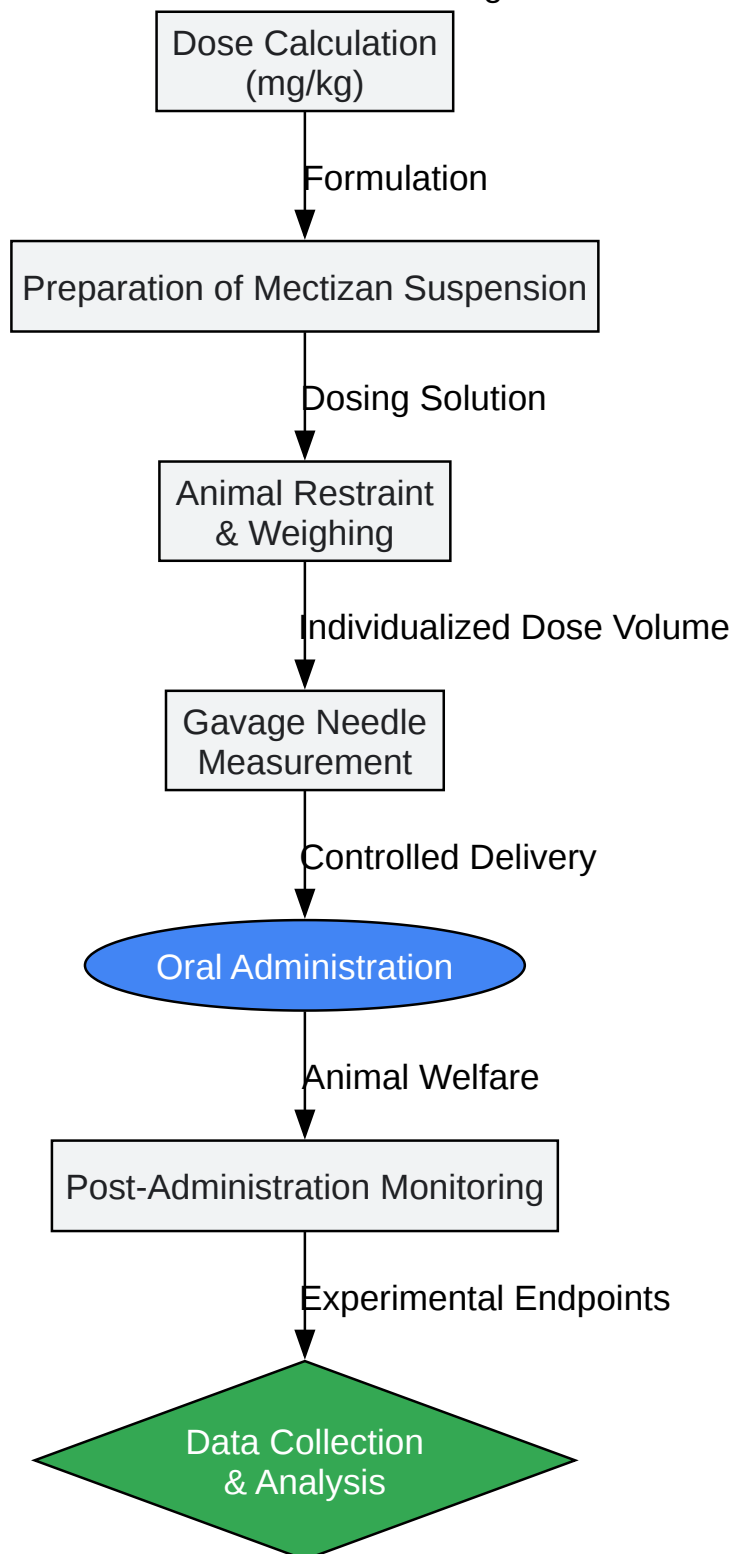 Dose Calculation
(mg/kg)
Formulation
Preparation of Mectizan Suspension
Dosing Solution
Animal Restraint
& Weighing
Individualized Dose Volume
Gavage Needle
Measurement
Controlled Delivery
Oral Administration
Animal Welfare
Post-Administration Monitoring
Experimental Endpoints
Data Collection
& Analysis